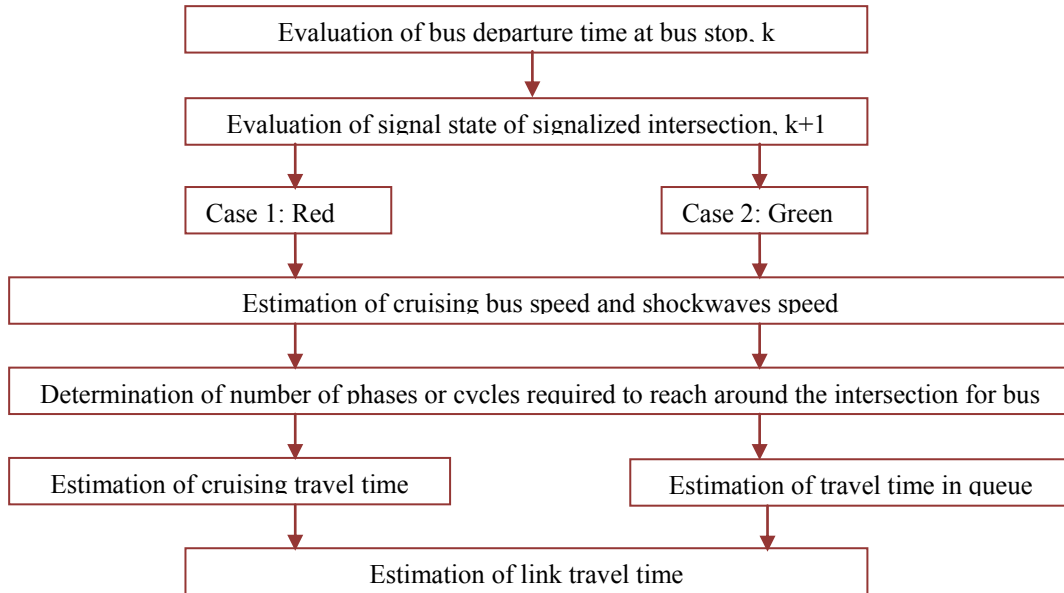 Evaluation of bus departure time at bus stop, k
Evaluation of signal state of signalized intersection, k+1
Case 1: Red
Case 2: Green
Estimation of cruising bus speed and shockwaves speed
Determination of number of phases or cycles required to reach around the intersection for bus
Estimation of cruising travel time
Estimation of travel time in queue
Estimation of link travel time